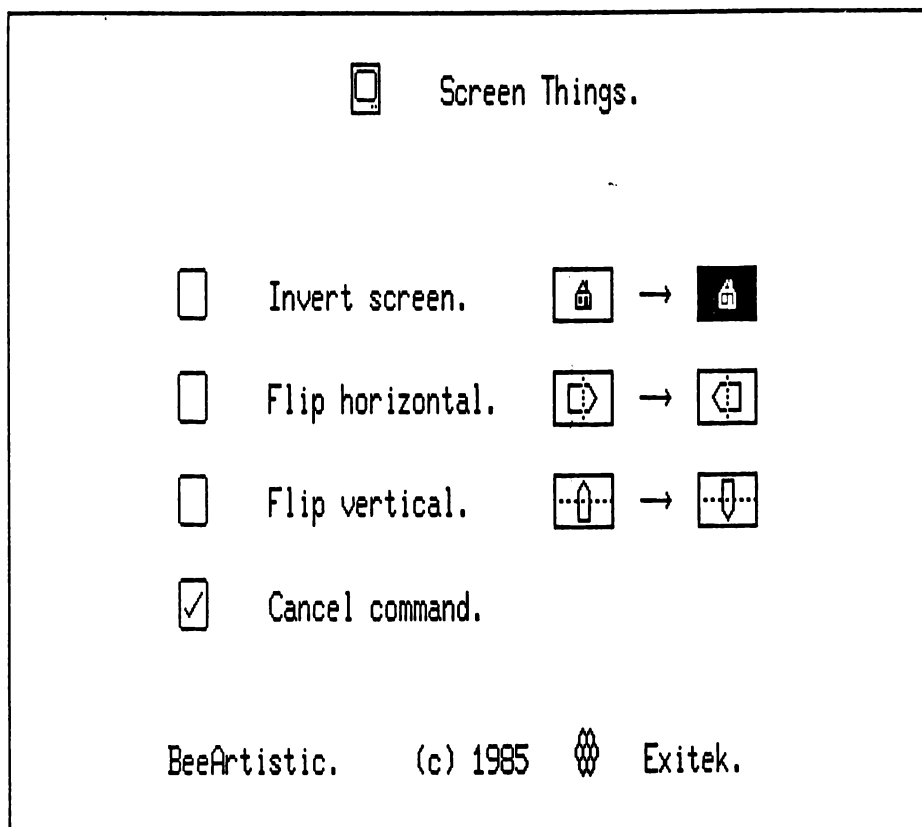 Screen Things.
Invert screen.
Flip horizontal.
Flip vertical.
Cancel command.
BeeArtistic. (c) 1985 Exitek.